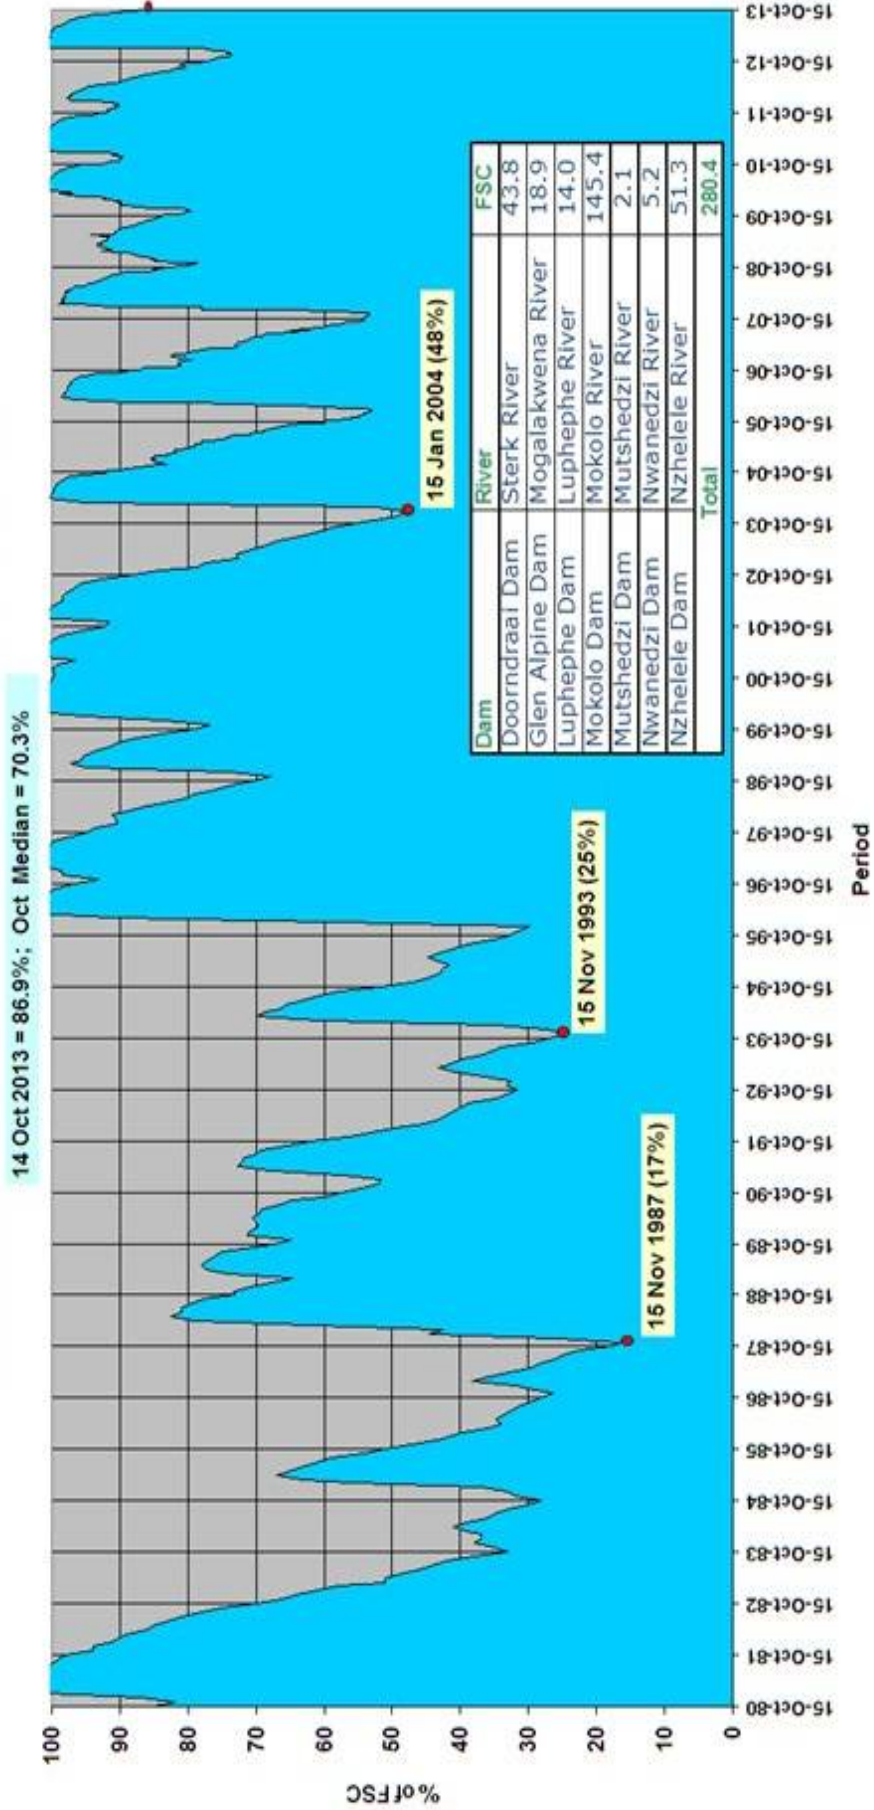 14 Oct 2013 = 86.9%; Oct Median = 70.3%
% of FSC
100
90
80
70
60
50
40
30
20
10
0
15 Nov 1987 (17%)
15 Nov 1993 (25%)
15 Jan 2004 (48%)
Dam River FSC
Doorndraai Dam Sterk River 43.8
Glen Alpine Dam Mogalakwena River 18.9
Luphephe Dam Luphephe River 14.0
Mokolo Dam Mokolo River 145.4
Mutshedzi Dam Mutshedzi River 2.1
Nwanedzi Dam Nwanedzi River 5.2
Nzhelele Dam Nzhelele River 51.3
Total 280.4
15-Oct-80
15-Oct-81
15-Oct-82
15-Oct-83
15-Oct-84
15-Oct-85
15-Oct-86
15-Oct-87
15-Oct-88
15-Oct-89
15-Oct-90
15-Oct-91
15-Oct-92
15-Oct-93
15-Oct-94
15-Oct-95
15-Oct-96
15-Oct-97
15-Oct-98
15-Oct-99
15-Oct-00
15-Oct-01
15-Oct-02
15-Oct-03
15-Oct-04
15-Oct-05
15-Oct-06
15-Oct-07
15-Oct-08
15-Oct-09
15-Oct-10
15-Oct-11
15-Oct-12
15-Oct-13
Period